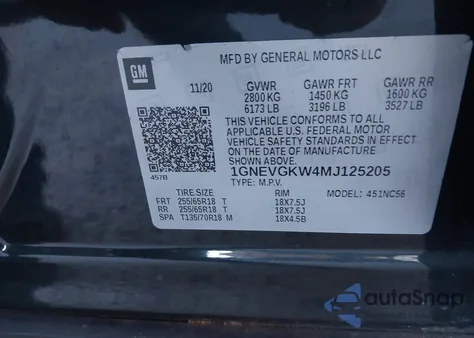 MFD BY GENERAL MOTORS LLC
GM
11/20 GVWR GAWR FRT GAWR RR
2800 KG 1450 KG 1600 KG
6173 LB 3196 LB 3527 LB
THIS VEHICLE CONFORMS TO ALL
APPLICABLE U.S. FEDERAL MOTOR
VEHICLE SAFETY STANDARDS IN EFFECT
ON THE DATE OF MANUFACTURE SHOWN ABOVE.
1GNEVGKW4MJ125205
457B
TYPE: M.P.V. MODEL: 451NC56
TIRE.SIZE RIM
FRT 255/65R18 T 18X7.5J
RR 255/65R18 T 18X7.5J
SPA T135/70R18 M 18X4.5B
autoSnap